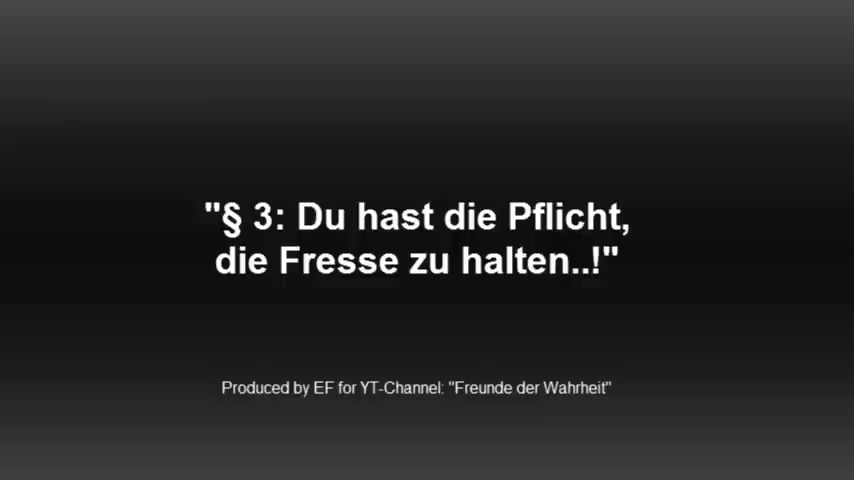 "§ 3: Du hast die Pflicht,
die Fresse zu halten..!"
Produced by EF for YT-Channel: "Freunde der Wahrheit"